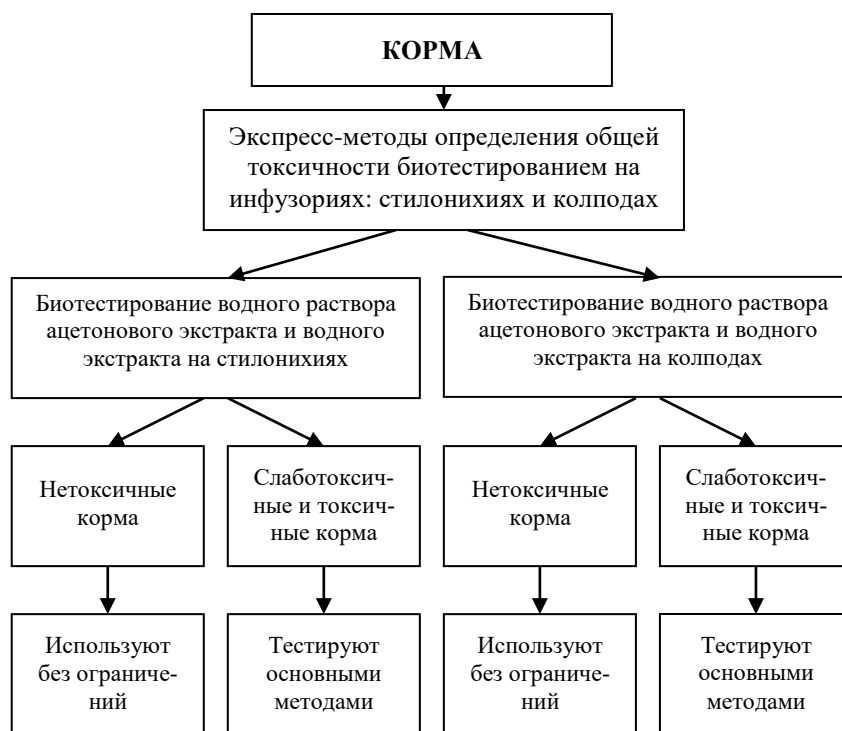 КОРМА
Экспресс-методы определения общей
токсичности биотестированием на
инфузориях: стилонихиях и колподах
Биотестирование водного раствора
ацетонового экстракта и водного
экстракта на стилонихиях
Биотестирование водного раствора
ацетонового экстракта и водного
экстракта на колподах
Нетоксичные
корма
Слаботоксич-
ные и токсич-
ные корма
Нетоксичные
корма
Слаботоксич-
ные и токсич-
ные корма
Используют
без ограниче-
ний
Тестируют
основными
методами
Используют
без ограниче-
ний
Тестируют
основными
методами